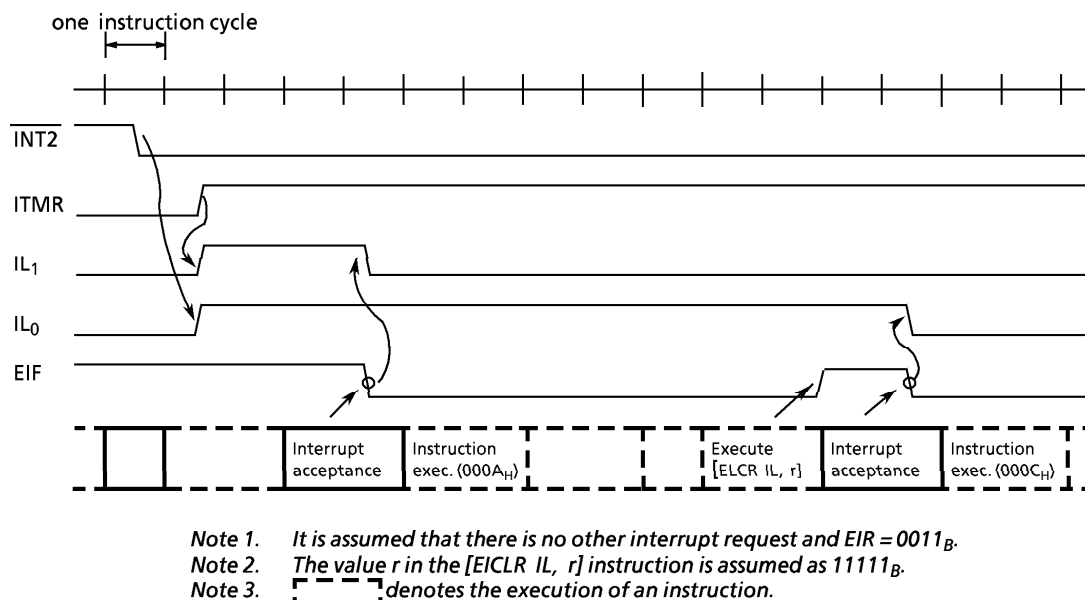 one instruction cycle
INT2
ITMR
IL1
IL0
EIF
Interrupt
acceptance
Instruction
exec. (000AH)
Execute
[ELCR IL, r]
Interrupt
acceptance
Instruction
exec. (000CH)
Note 1. It is assumed that there is no other interrupt request and EIR = 0011B.
Note 2. The value r in the [EICLR IL, r] instruction is assumed as 11111B.
Note 3. denotes the execution of an instruction.